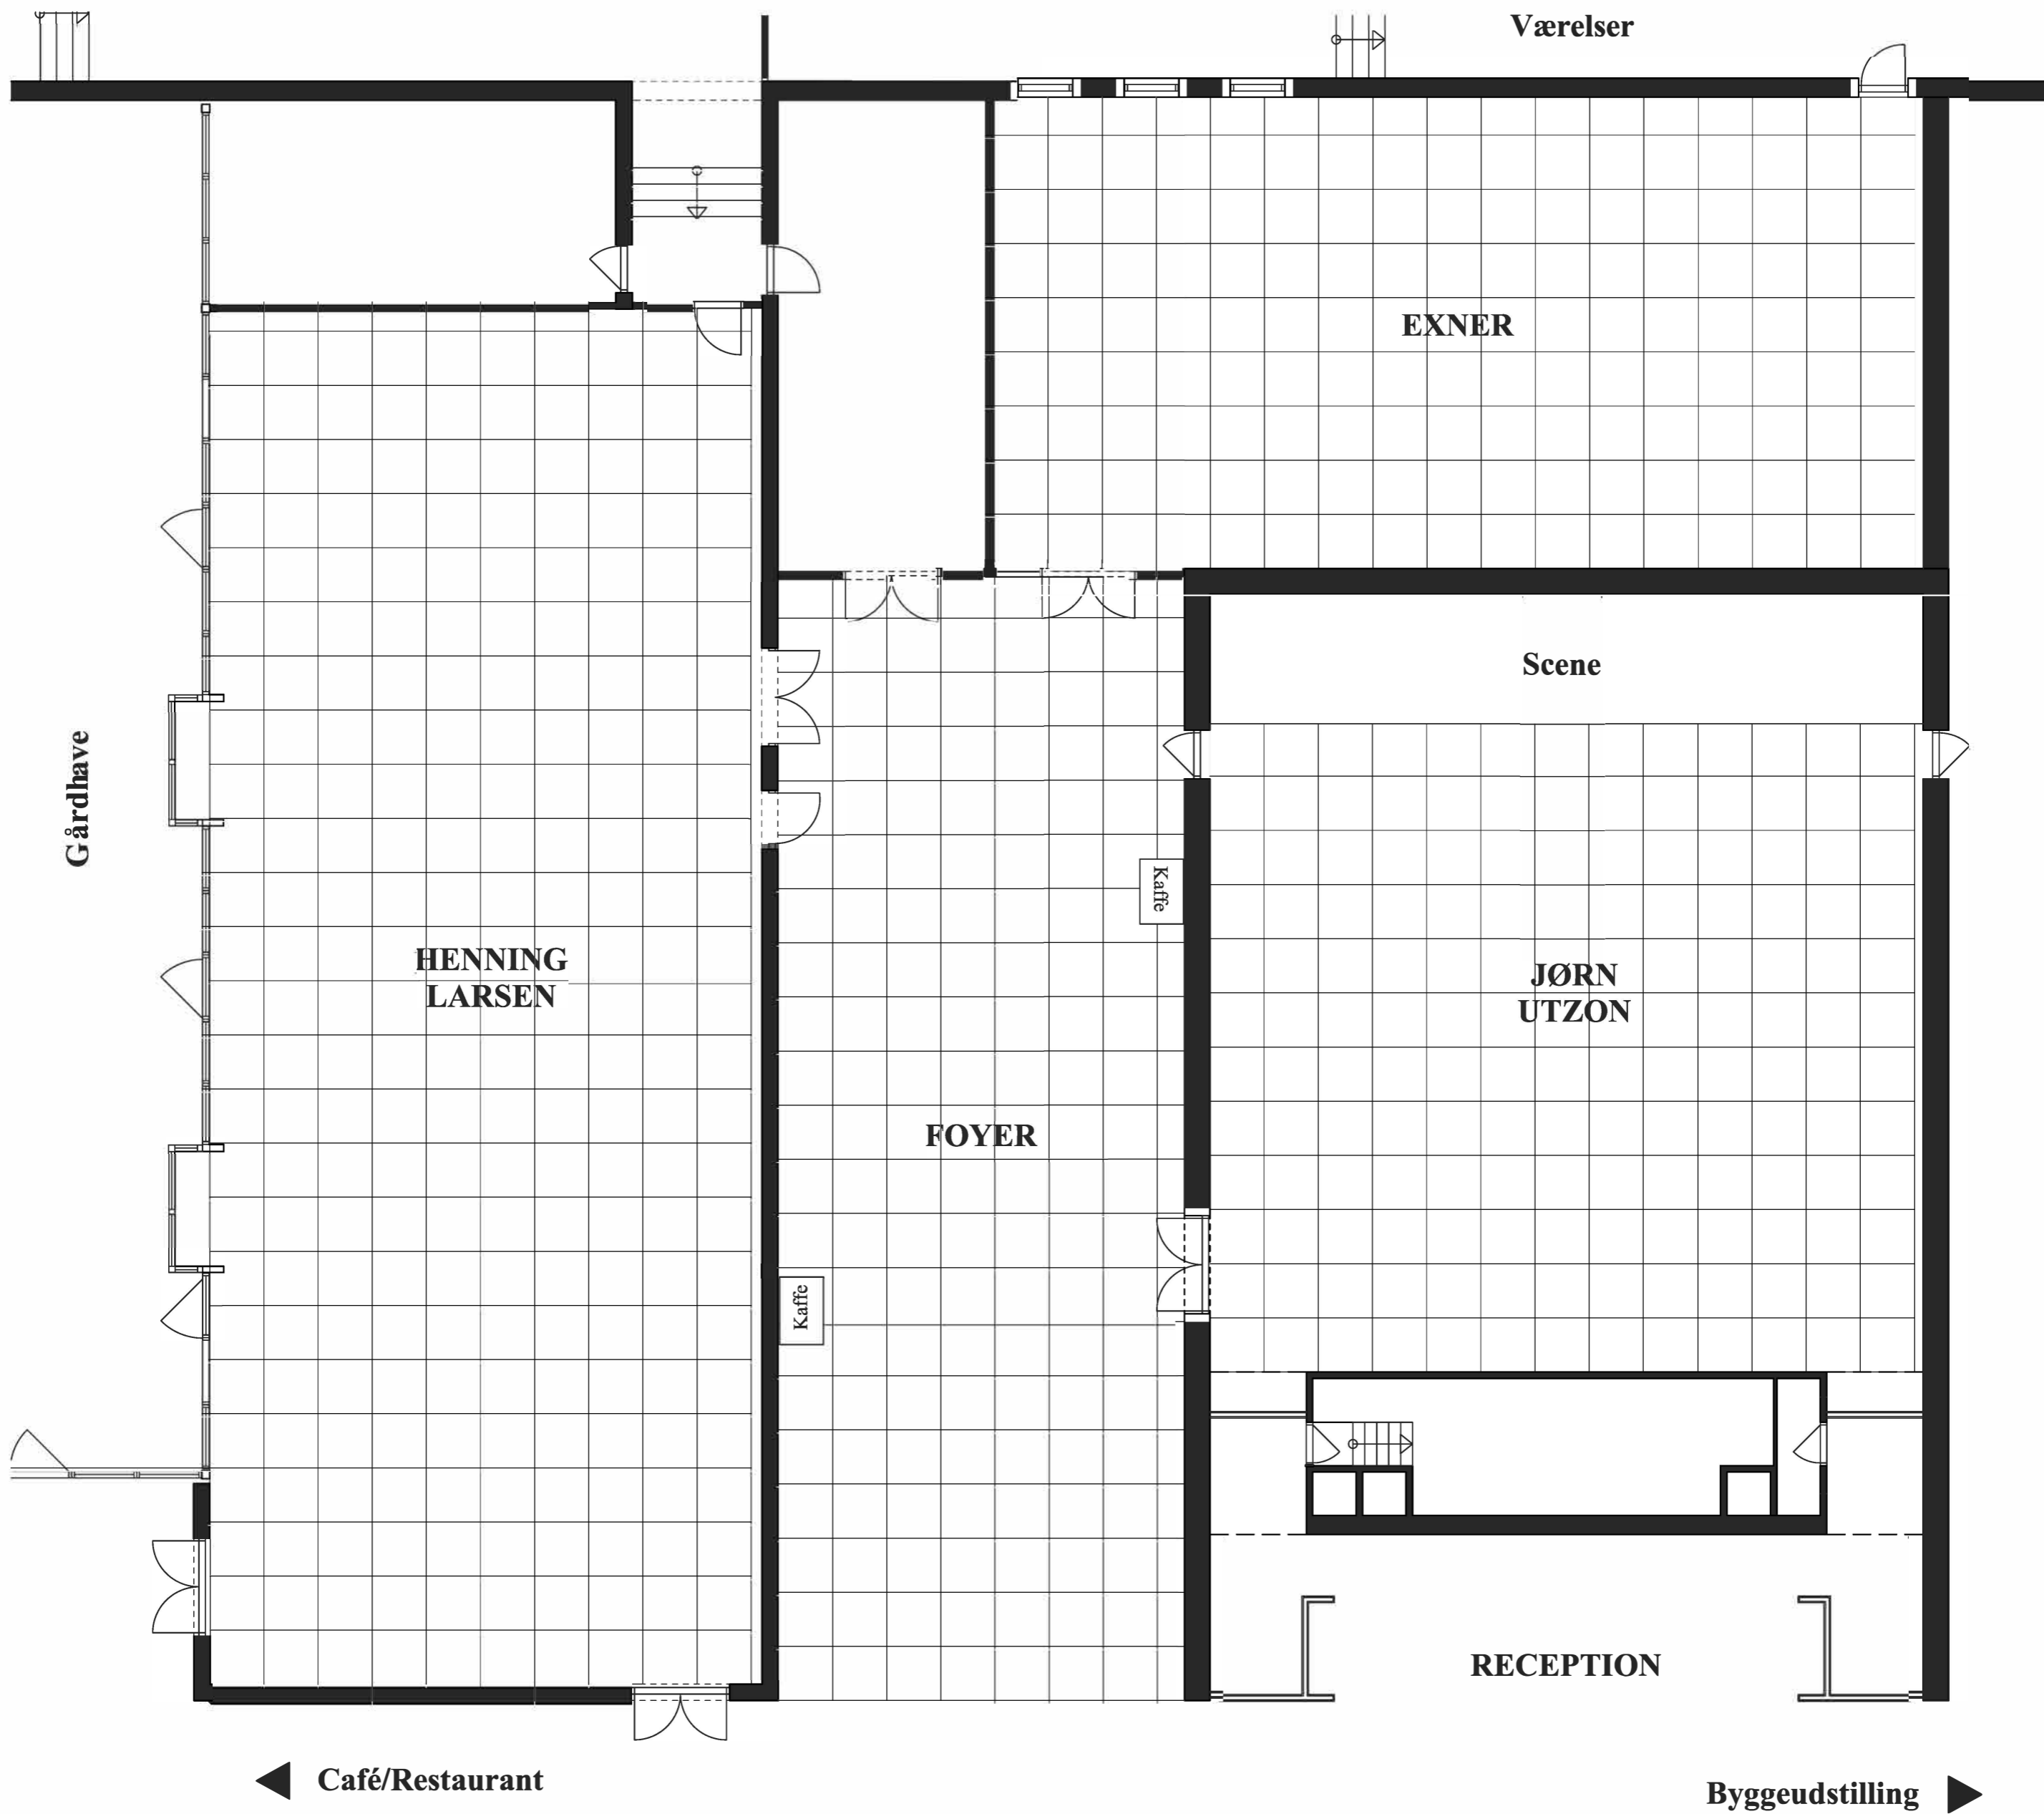 Værelser
EXNER
Scene
Gårdhave
Kaffe
HENNING
LARSEN
JØRN
UTZON
FOYER
Kaffe
RECEPTION
Café/Restaurant
Byggeudstilling